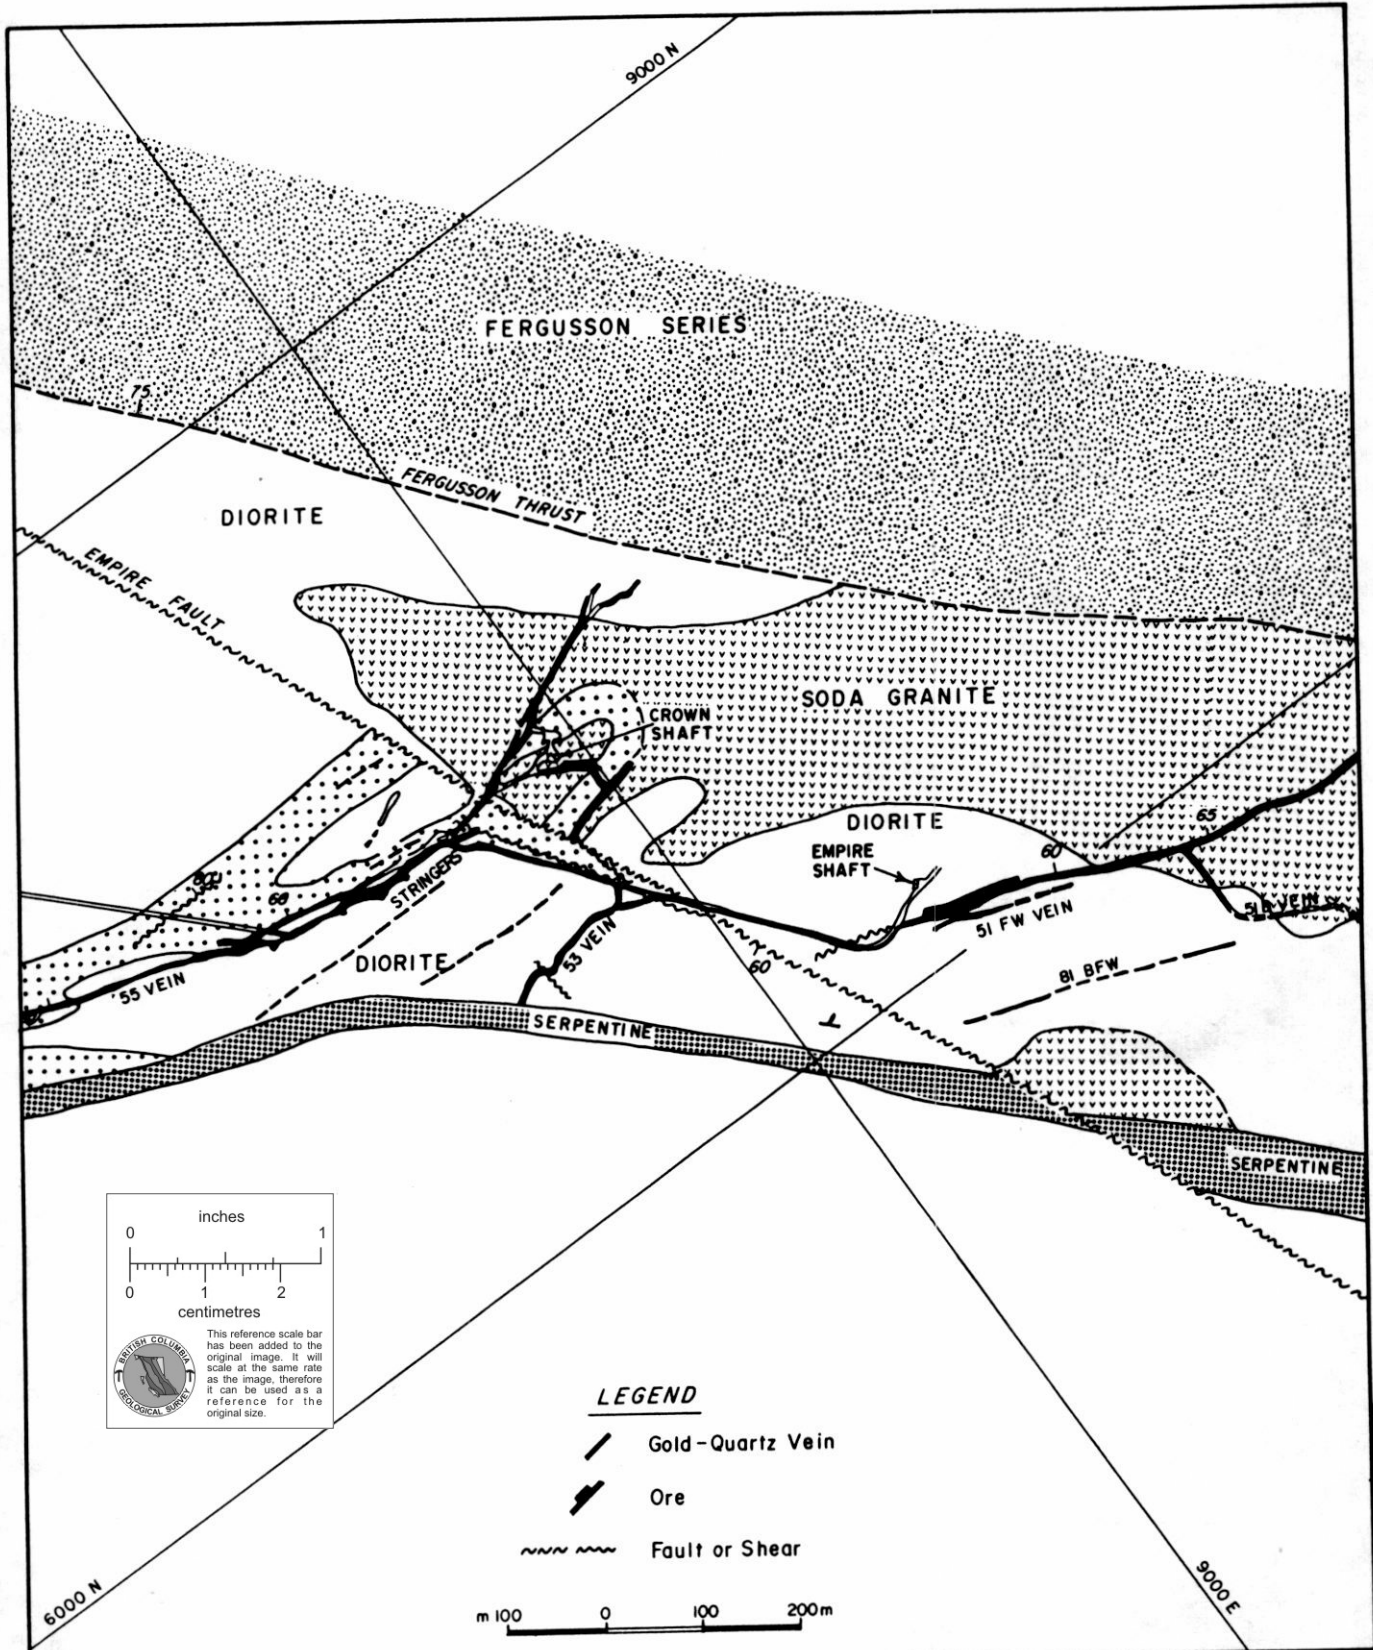 9000 N
FERGUSSON SERIES
75
FERGUSSON THRUST
DIORITE
EMPIRE FAULT
SODA GRANITE
CROWN
SHAFT
DIORITE
65
EMPIRE
SHAFT
60
STRINGERS
51 FW VEIN
53 VEIN
81 BFW
DIORITE
60
55 VEIN
SERPENTINE
SERPENTINE
inches
0 1
0 1 2
centimetres
BRITISH COLUMBIA
GEOLOGICAL SURVEY
This reference scale bar
has been added to the
original image. It will
scale at the same rate
as the image, therefore
it can be used as a
reference for the
original size.
LEGEND
Gold-Quartz Vein
Ore
Fault or Shear
m 100 0 100 200m
6000 N
9000 E